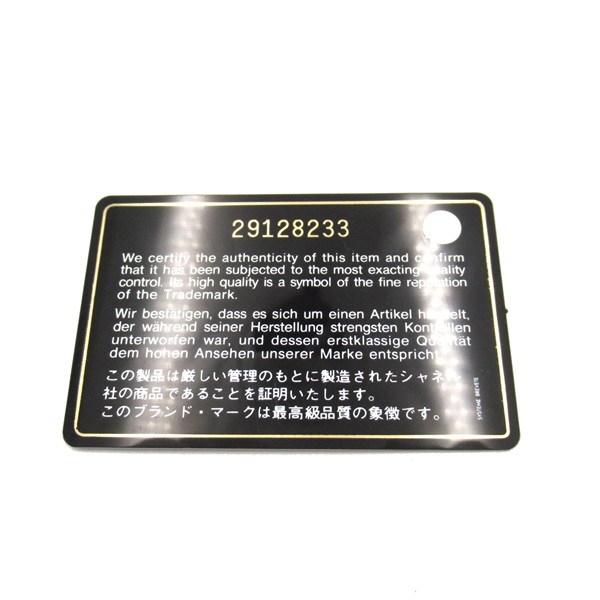 29128233
We certify the authenticity of this item and confirm
that it has been subjected to the most exacting quality
control. Its high quality is a symbol of the fine reputation
of the Trademark.
Wir bestätigen, dass es sich um einen Artikel handelt,
der während seiner Herstellung strengsten Kontrollen
unterworfen war, und dessen erstklassige Qualität
dem hohen Ansehen unserer Marke entspricht.
この製品は厳しい管理のもとに製造されたシャネル
社の商品であることを証明いたします。
このブランド・マークは最高級品質の象徴です。
SYSTEME BREVETE